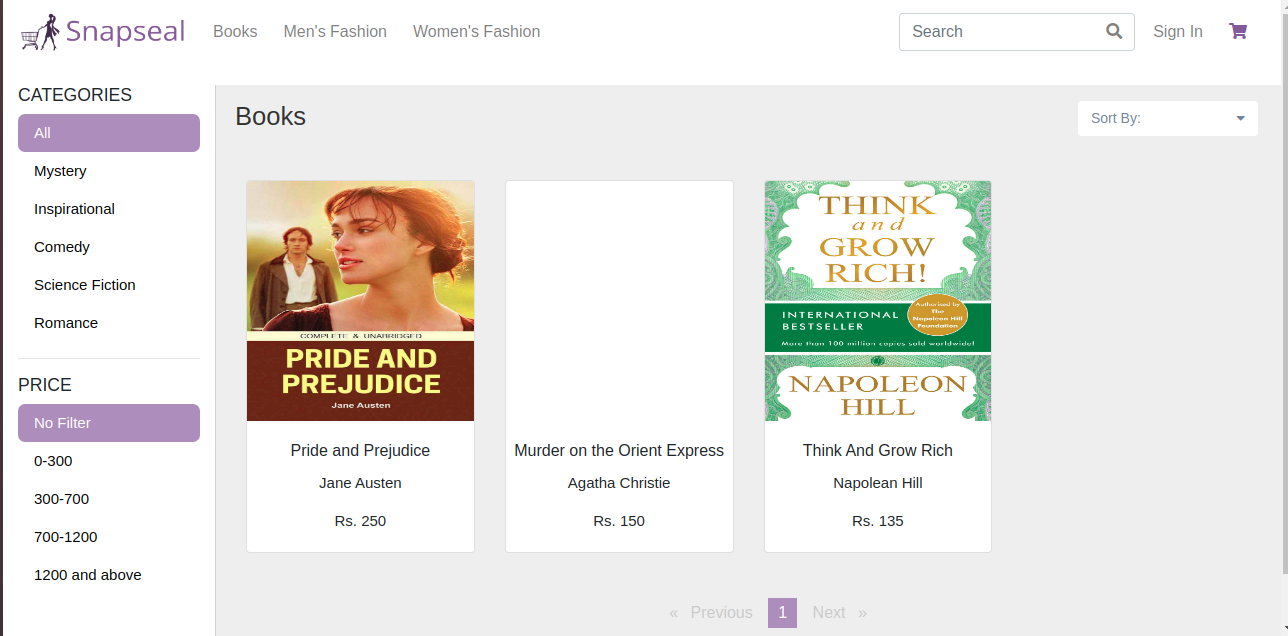 Snapseal
Books
Men's Fashion
Women's Fashion
Search
Sign In
CATEGORIES
All
Mystery
Inspirational
Comedy
Science Fiction
Romance
PRICE
No Filter
0-300
300-700
700-1200
1200 and above
Books
Sort By:
COMPLETE & UNABRIDGED
PRIDE AND
PREJUDICE
Jane Austen
Pride and Prejudice
Jane Austen
Rs. 250
Murder on the Orient Express
Agatha Christie
Rs. 150
THINK
and
GROW
RICH!
Authorised by
The
Napoleon Hill
Foundation
INTERNATIONAL
BESTSELLER
More than 100 million copies sold worldwide!
NAPOLEON
HILL
Think And Grow Rich
Napolean Hill
Rs. 135
« Previous 1 Next »